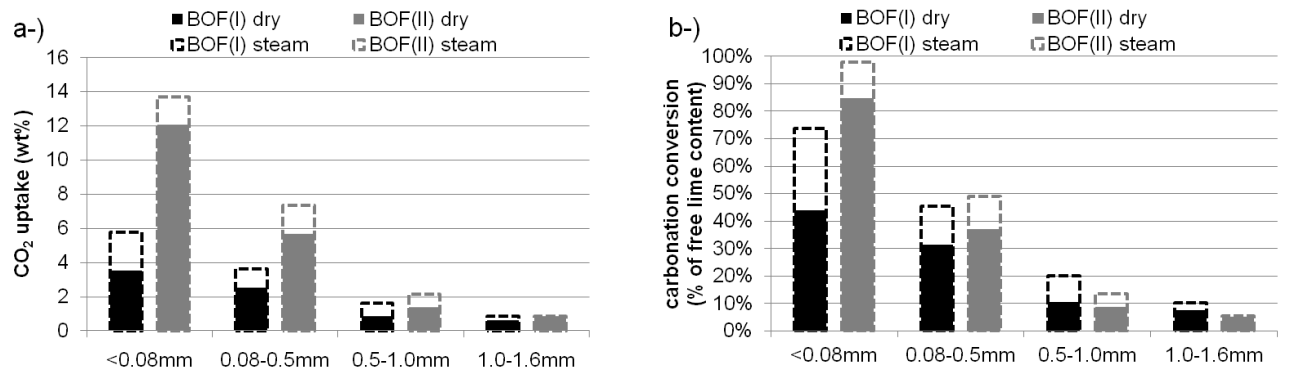 a-)
BOF(I) dry BOF(II) dry
BOF(I) steam BOF(II) steam
CO₂ uptake (wt%)
16
14
12
10
8
6
4
2
0
<0.08mm 0.08-0.5mm 0.5-1.0mm 1.0-1.6mm
b-)
BOF(I) dry BOF(II) dry
BOF(I) steam BOF(II) steam
carbonation conversion
(% of free lime content)
100%
90%
80%
70%
60%
50%
40%
30%
20%
10%
0%
<0.08mm 0.08-0.5mm 0.5-1.0mm 1.0-1.6mm